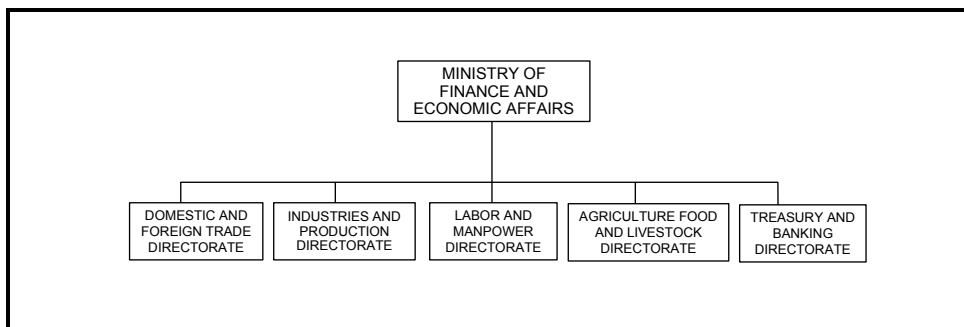 MINISTRY OF
FINANCE AND
ECONOMIC AFFAIRS
DOMESTIC AND
FOREIGN TRADE
DIRECTORATE
INDUSTRIES AND
PRODUCTION
DIRECTORATE
LABOR AND
MANPOWER
DIRECTORATE
AGRICULTURE FOOD
AND LIVESTOCK
DIRECTORATE
TREASURY AND
BANKING
DIRECTORATE